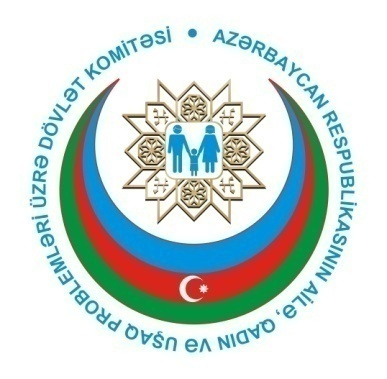 AZƏRBAYCAN RESPUBLİKASININ AİLƏ, QADIN VƏ UŞAQ PROBLEMLƏRİ ÜZRƏ DÖVLƏT KOMİTƏSİ •